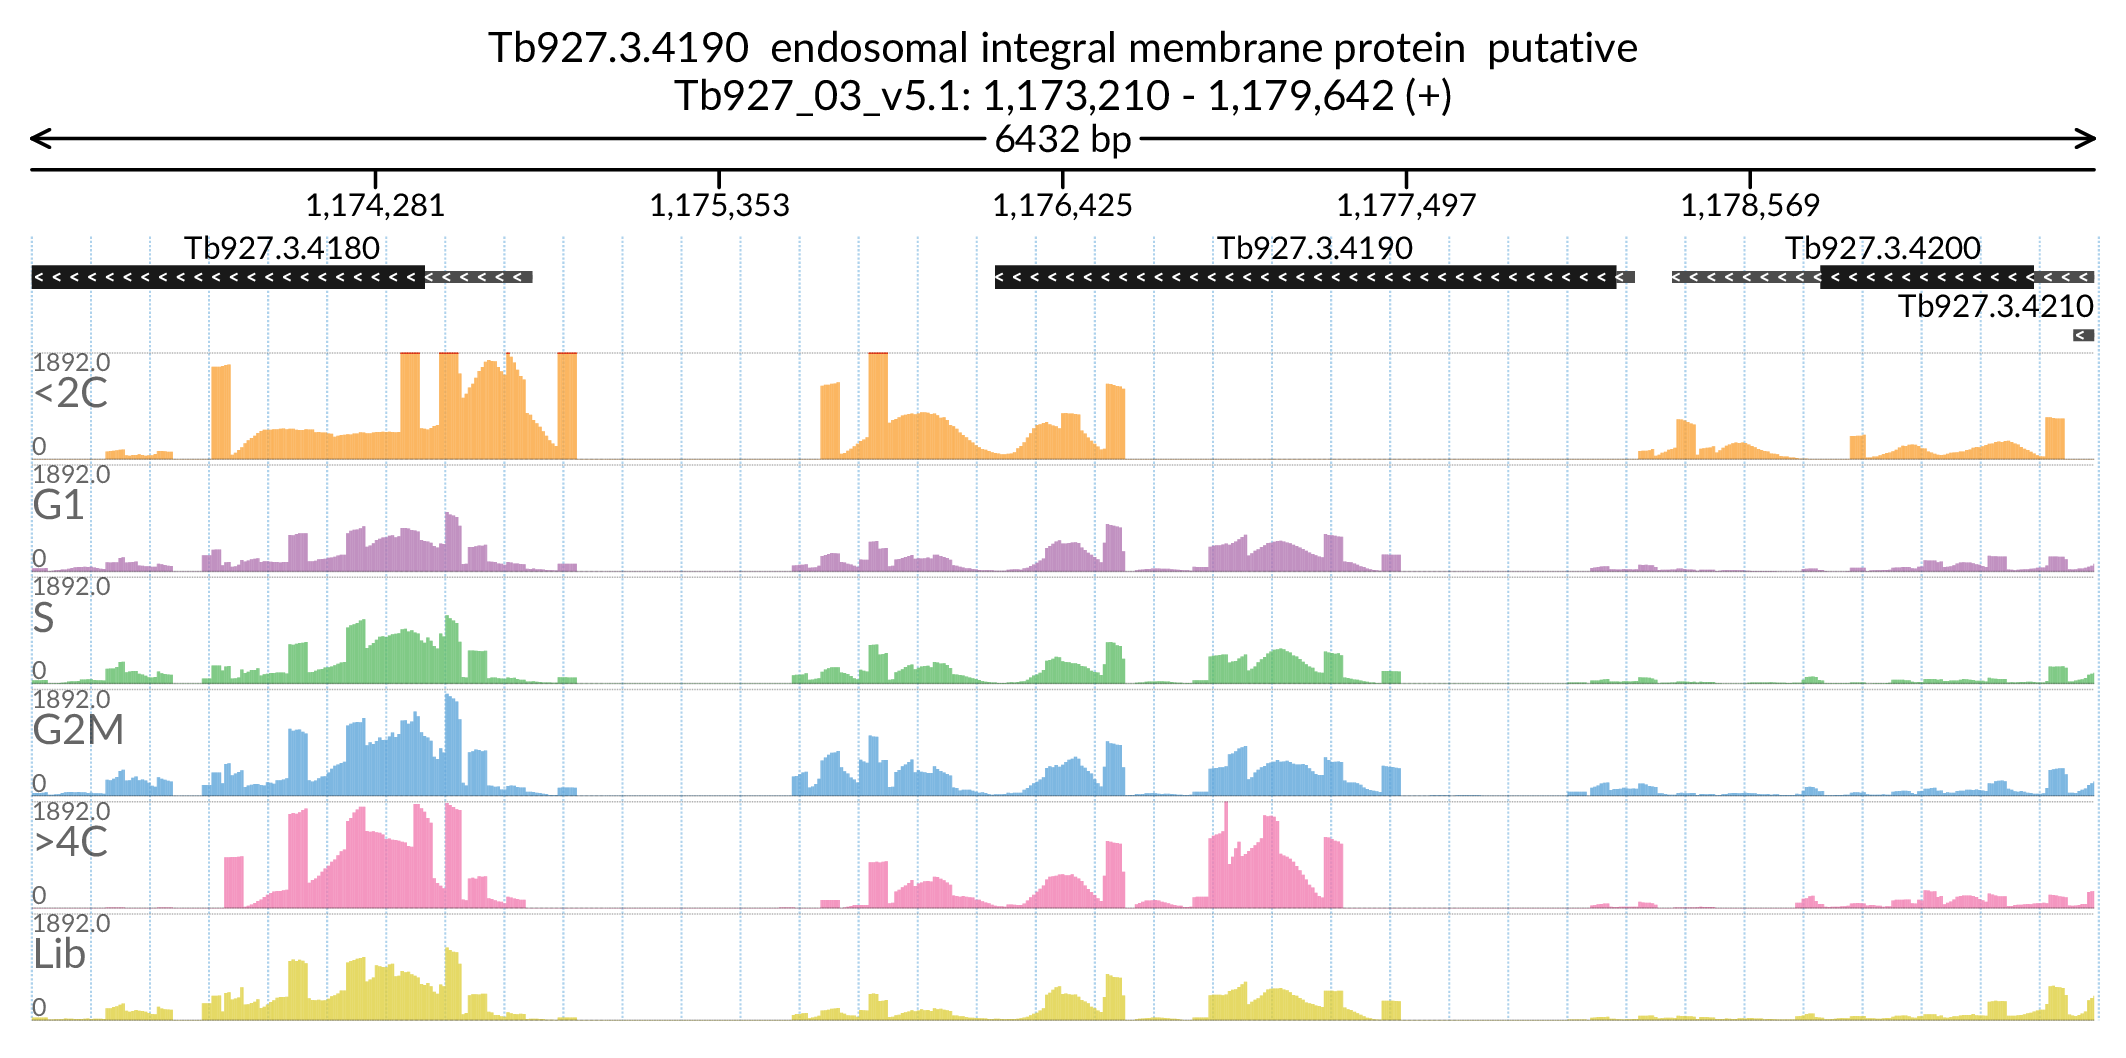 Tb927.3.4190  endosomal integral membrane protein  putative
Tb927_03_v5.1: 1,173,210 - 1,179,642 (+)
6432 bp
1,174,281 1,175,353 1,176,425 1,177,497 1,178,569
Tb927.3.4180 Tb927.3.4190 Tb927.3.4200
Tb927.3.4210
1892.0
<2C
0
1892.0
G1
0
1892.0
S
0
1892.0
G2M
0
1892.0
>4C
0
1892.0
Lib
0